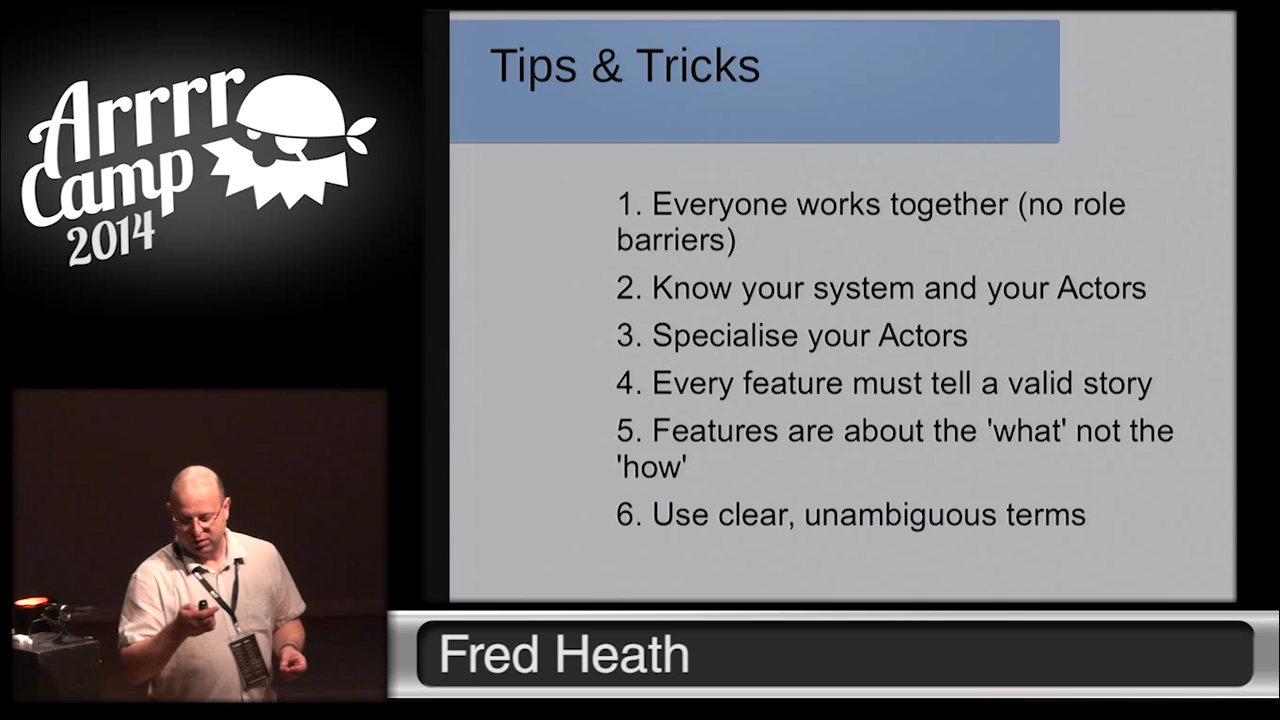 Arrrr
Camp
2014
Tips & Tricks
1. Everyone works together (no role
barriers)
2. Know your system and your Actors
3. Specialise your Actors
4. Every feature must tell a valid story
5. Features are about the 'what' not the
'how'
6. Use clear, unambiguous terms
Fred Heath